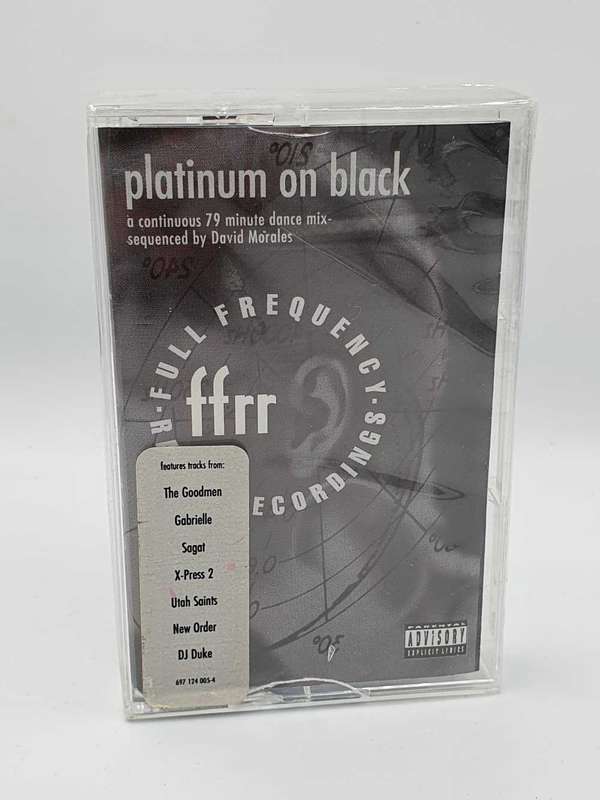 platinum on black
a continuous 79 minute dance mix-
sequenced by David Morales
FULL FREQUENCY
R ECORDINGS
ffrr
features tracks from:
The Goodmen
Gabrielle
Sagat
X-Press 2
Utah Saints
New Order
DJ Duke
697 124 005-4
PARENTAL
ADVISORY
EXPLICIT LYRICS